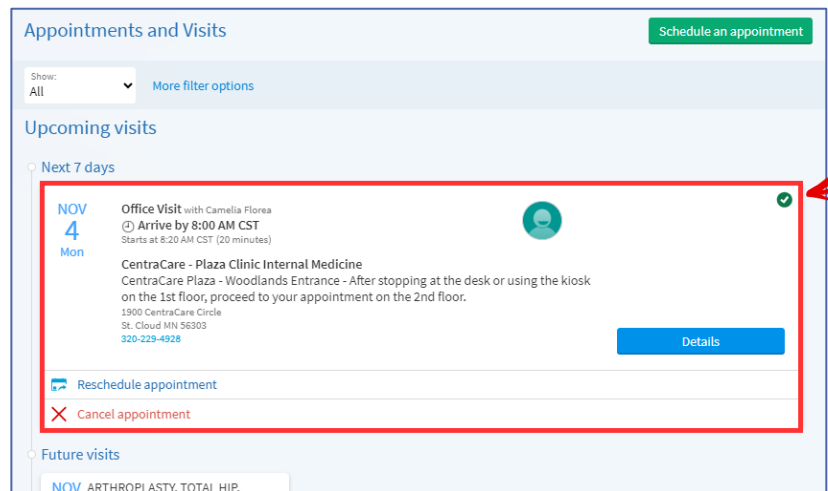 Appointments and Visits
Schedule an appointment
Show:
All
More filter options
Upcoming visits
Next 7 days
NOV
4
Mon
Office Visit with Camelia Florea
Arrive by 8:00 AM CST
Starts at 8:20 AM CST (20 minutes)
CentraCare - Plaza Clinic Internal Medicine
CentraCare Plaza - Woodlands Entrance - After stopping at the desk or using the kiosk
on the 1st floor, proceed to your appointment on the 2nd floor.
1900 CentraCare Circle
St. Cloud MN 56303
320-229-4928
Details
Reschedule appointment
Cancel appointment
Future visits
NOV ARTHROPLASTY, TOTAL HIP,